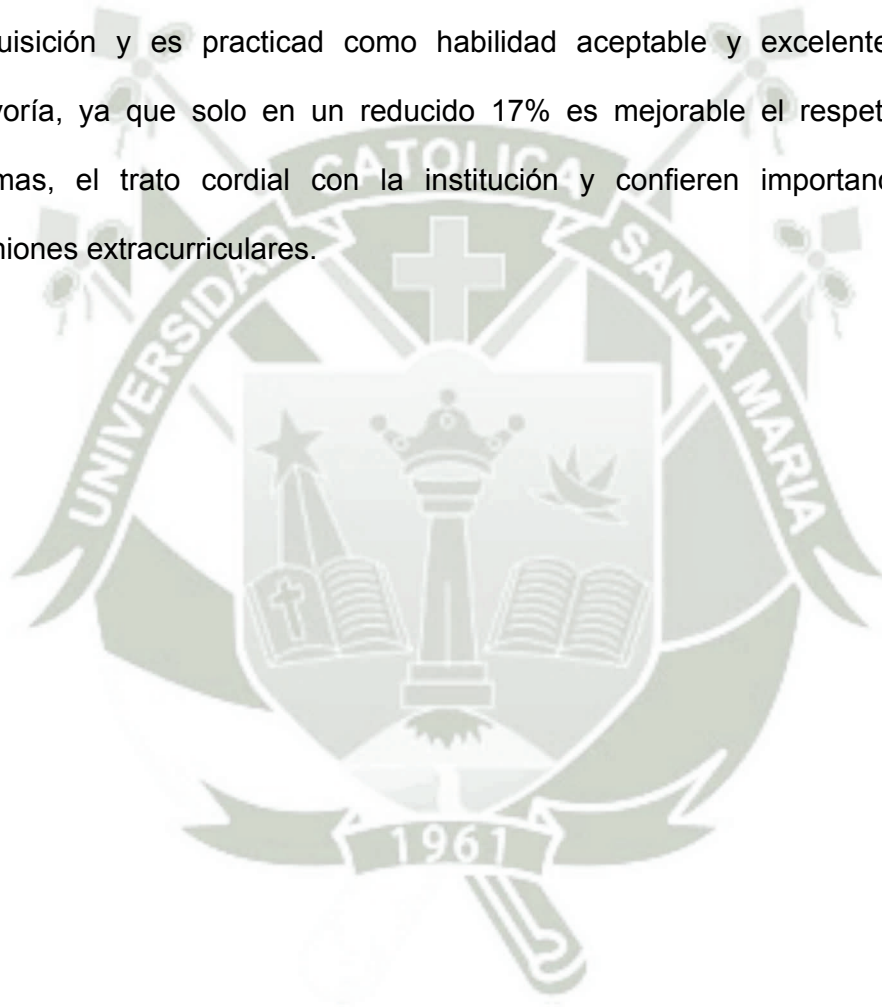 uisición y es practicad como habilidad aceptable y excelente
yoría, ya que solo en un reducido 17% es mejorable el respet
mas, el trato cordial con la institución y confieren importanc
niones extracurriculares.
UNIVERSIDAD CATOLICA SANTA MARIA
1961